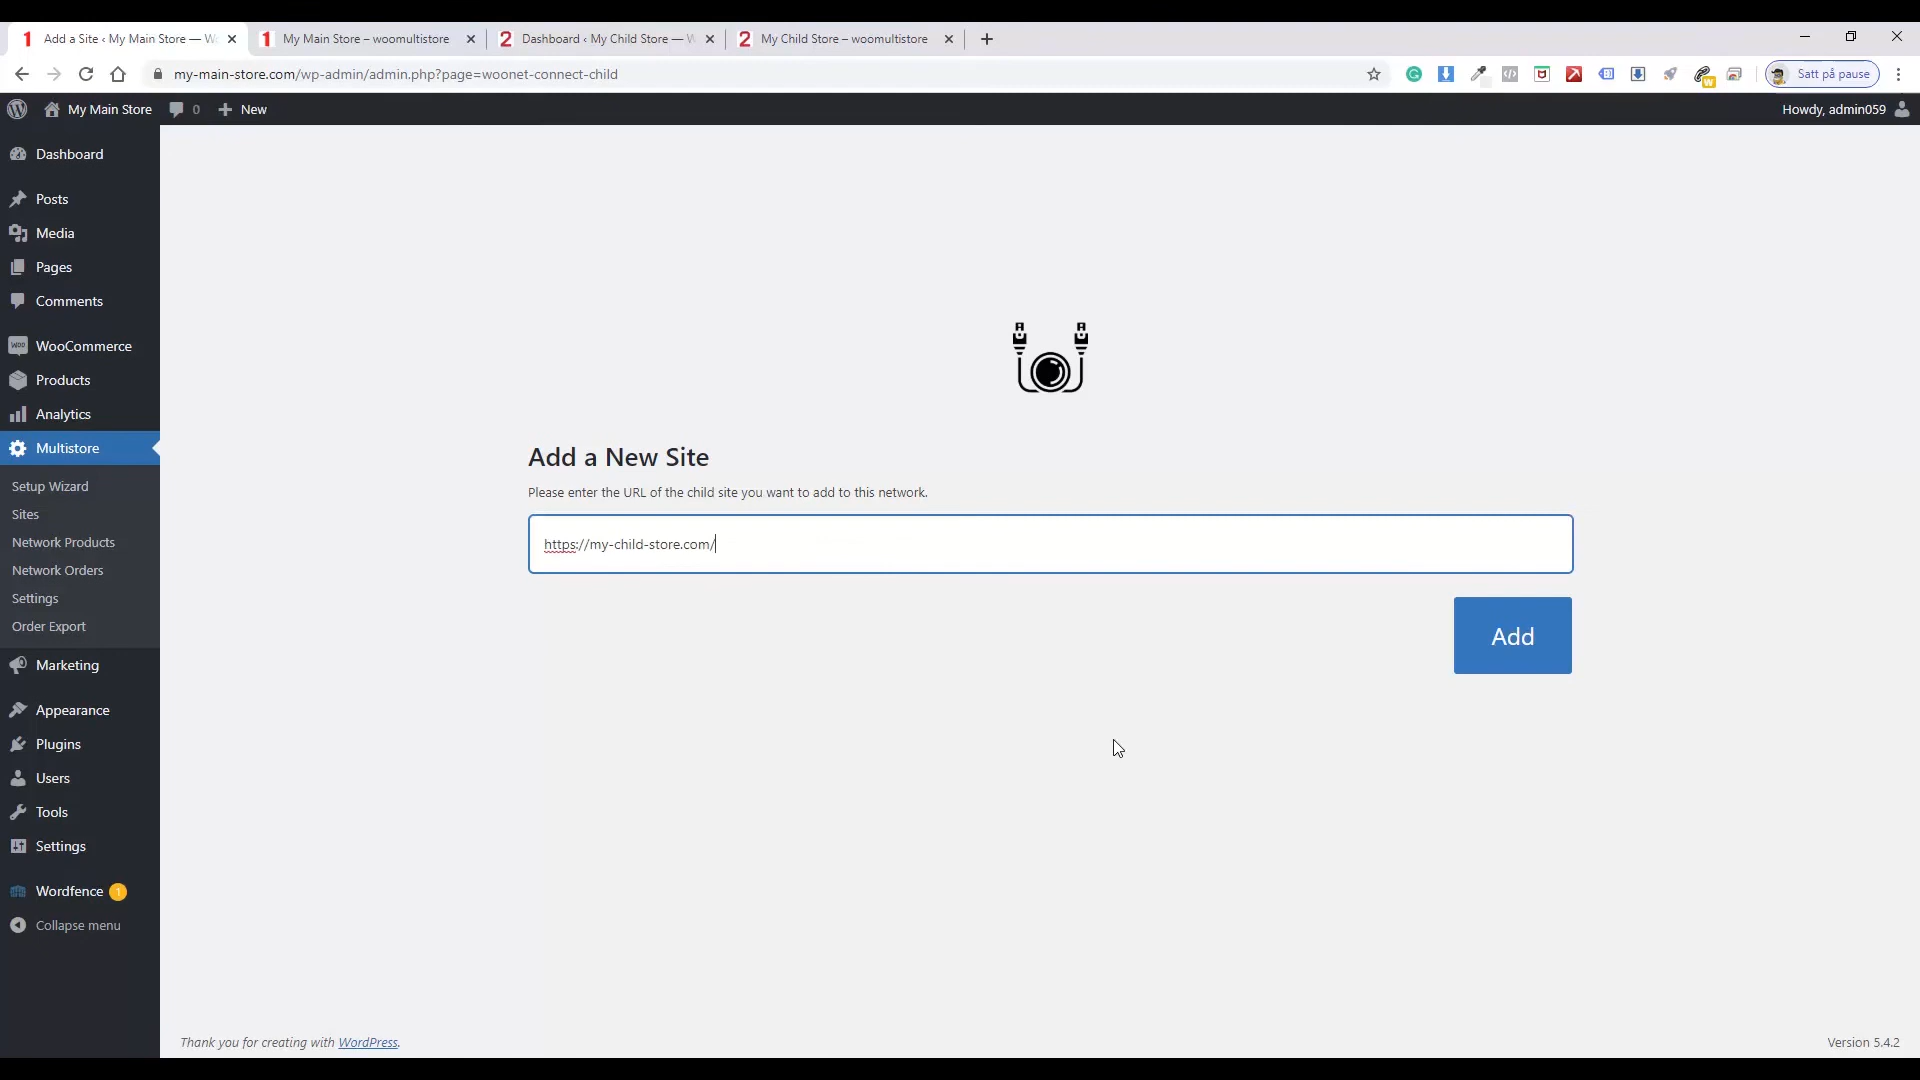 1 Add a Site ‹ My Main Store — W
1 My Main Store – woomultistore
2 Dashboard ‹ My Child Store — W
2 My Child Store – woomultistore
my-main-store.com/wp-admin/admin.php?page=woonet-connect-child
Satt på pause
My Main Store
0
New
Howdy, admin059
Dashboard
Posts
Media
Pages
Comments
WooCommerce
Products
Analytics
Multistore
Setup Wizard
Sites
Network Products
Network Orders
Settings
Order Export
Marketing
Appearance
Plugins
Users
Tools
Settings
Wordfence 1
Collapse menu
Add a New Site
Please enter the URL of the child site you want to add to this network.
https://my-child-store.com/
Add
Thank you for creating with WordPress.
Version 5.4.2